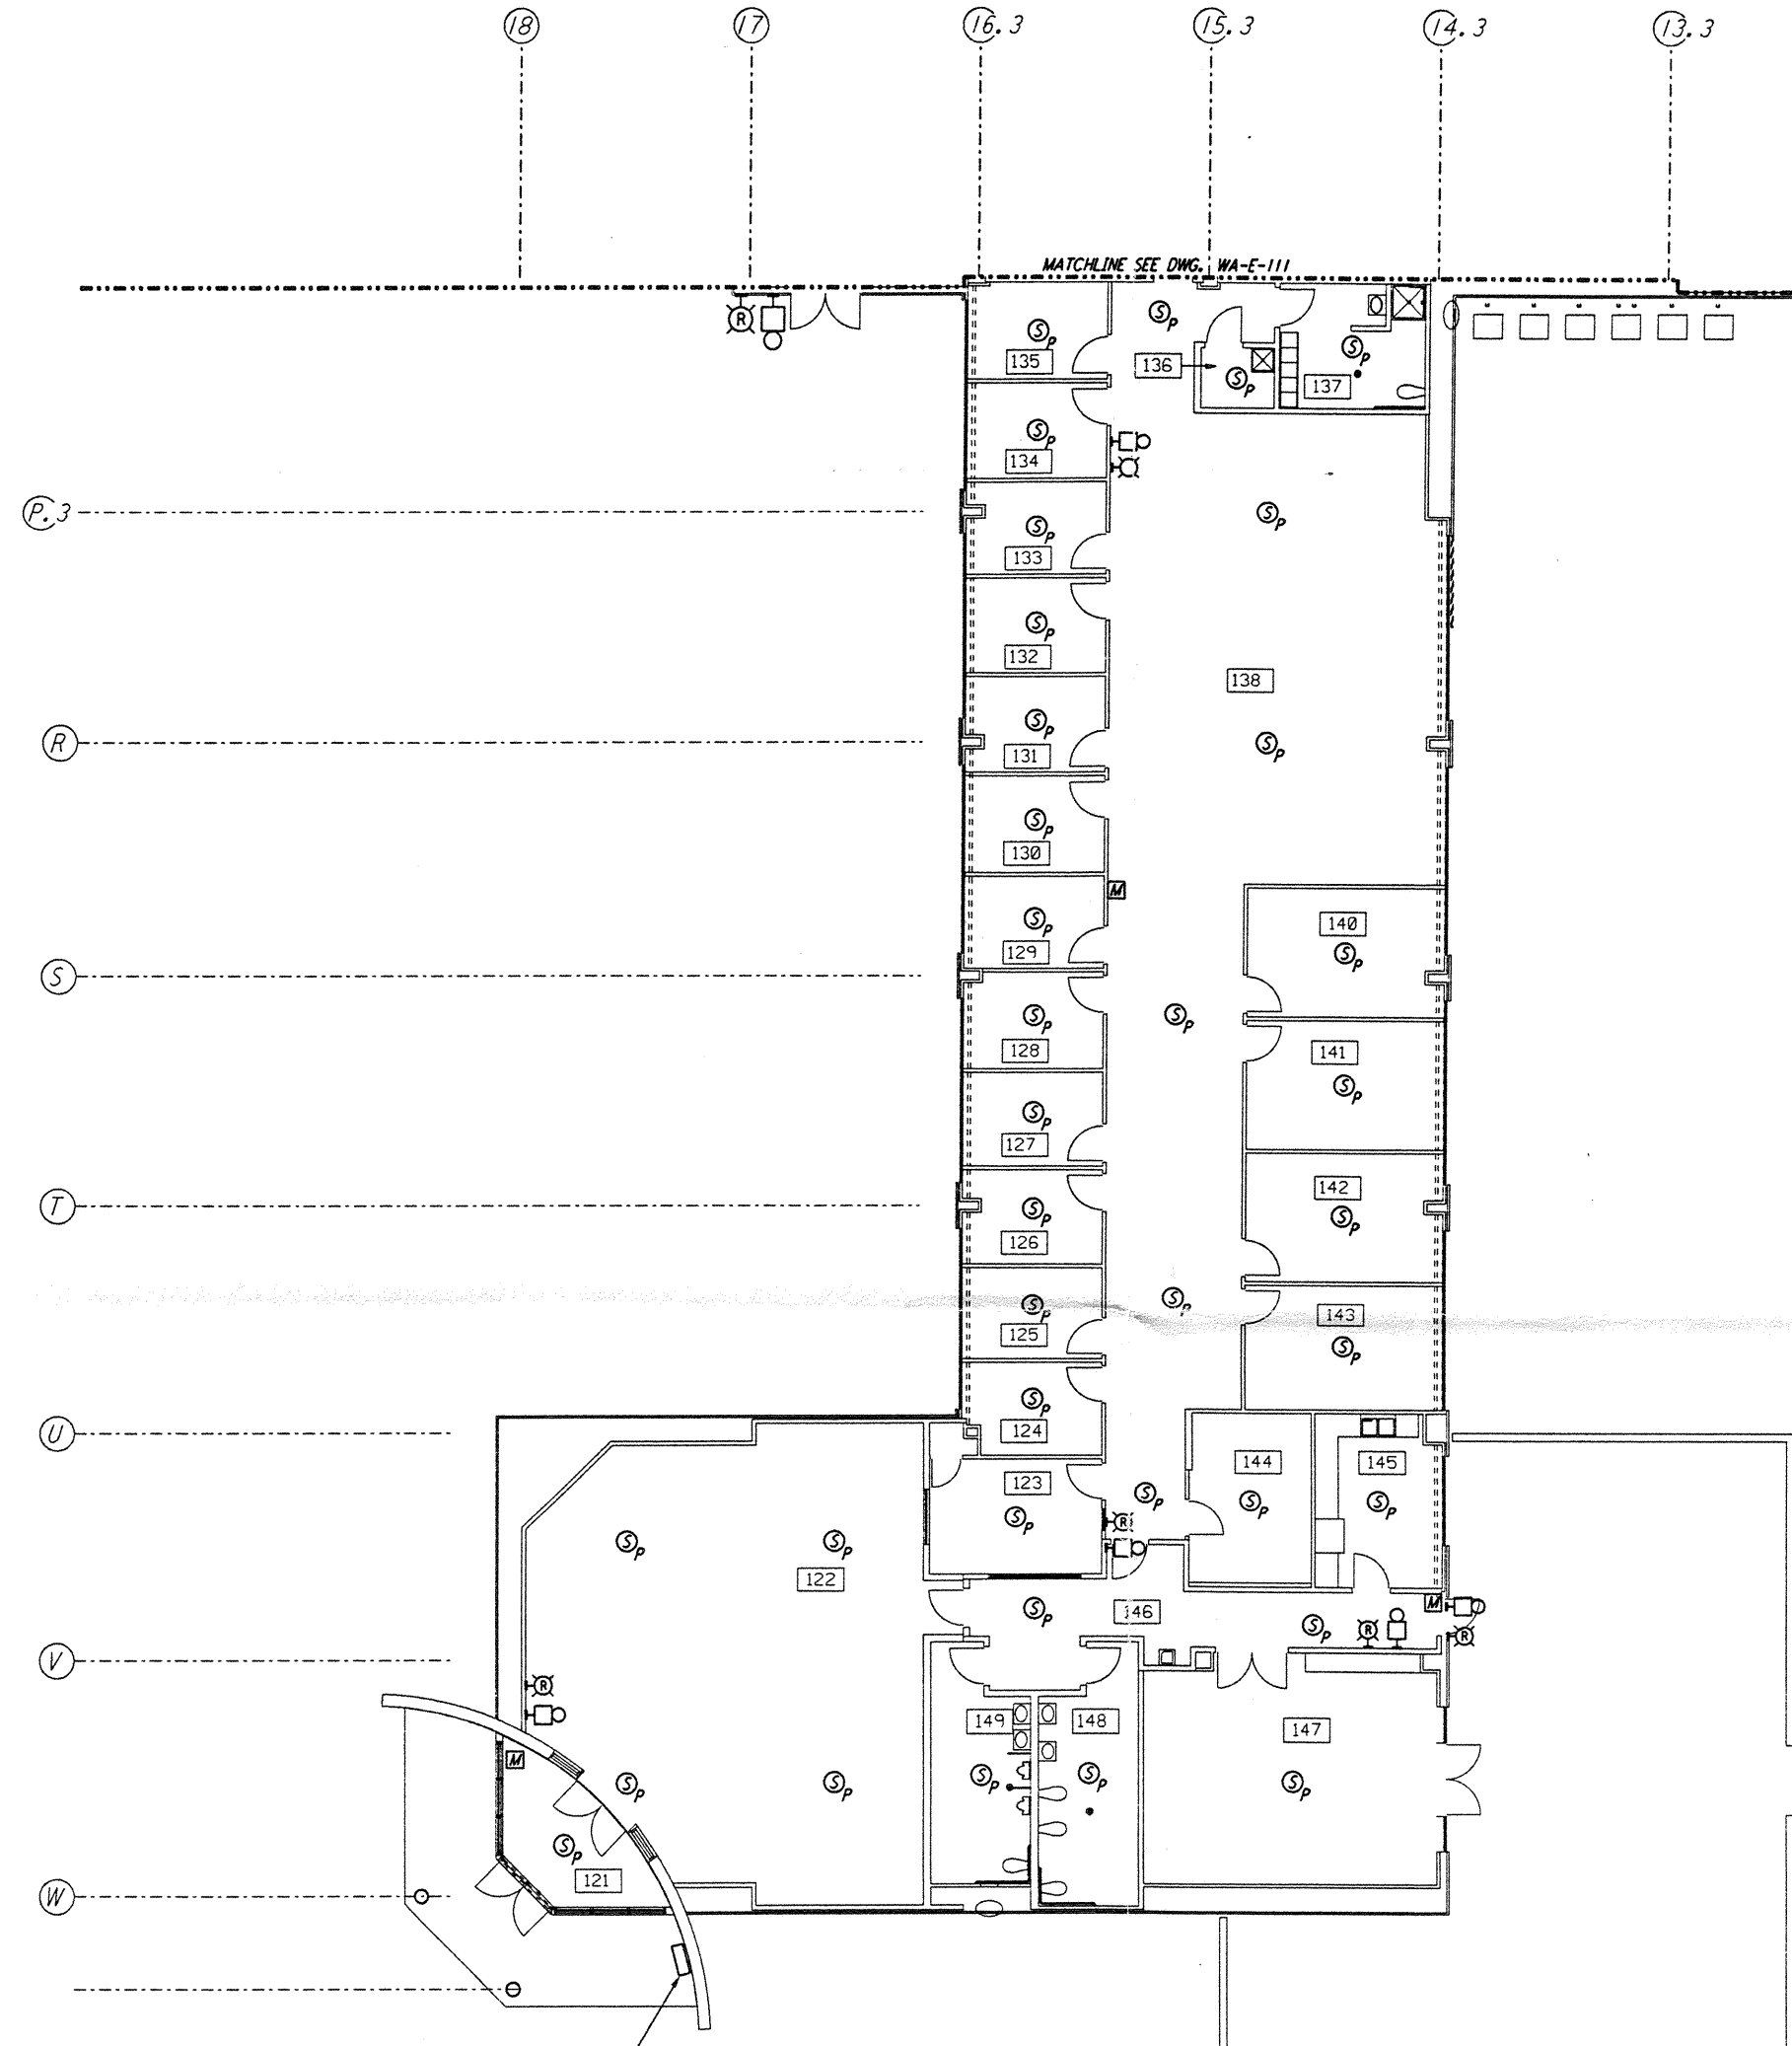 18 17 16.3 15.3 14.3 13.3
MATCHLINE SEE DWG. WA-E-111
R
S P
S P
S P
135
136
S P
137
S P
134
P.3
S P
S P
133
S P
132
138
S P
R
S P
131
S P
130
M
S P
129
140
S P
S
S P
S P
128
141
S P
S P
127
142
T
S P
S P
126
S P
S P
125
143
S P
S P
U
124
144
145
123
S P
S P
S P
S P
R
S P
S P
122
S P
146
M
S P
R
R
V
R
149
148
M
147
S P
S P
S P
S P
S P
S P
121
W